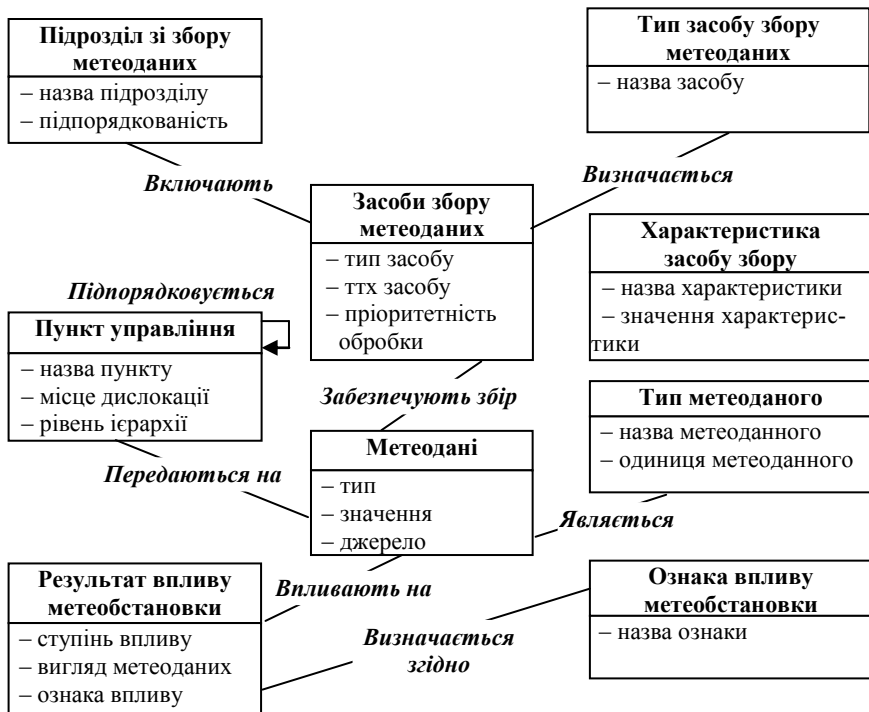 Підрозділ зі збору
метеоданих
– назва підрозділу
– підпорядкованість
Тип засобу збору
метеоданих
– назва засобу
Включають
Визначається
Засоби збору
метеоданих
– тип засобу
– ттх засобу
– пріоритетність
обробки
Характеристика
засобу збору
– назва характеристики
– значення характерис-
тики
Підпорядковується
Пункт управління
– назва пункту
– місце дислокації
– рівень ієрархії
Забезпечують збір
Тип метеоданого
– назва метеоданного
– одиниця метеоданного
Передаються на
Метеодані
– тип
– значення
– джерело
Являється
Результат впливу
метеобстановки
– ступінь впливу
– вигляд метеоданих
– ознака впливу
Впливають на
Визначається
згідно
Ознака впливу
метеобстановки
– назва ознаки